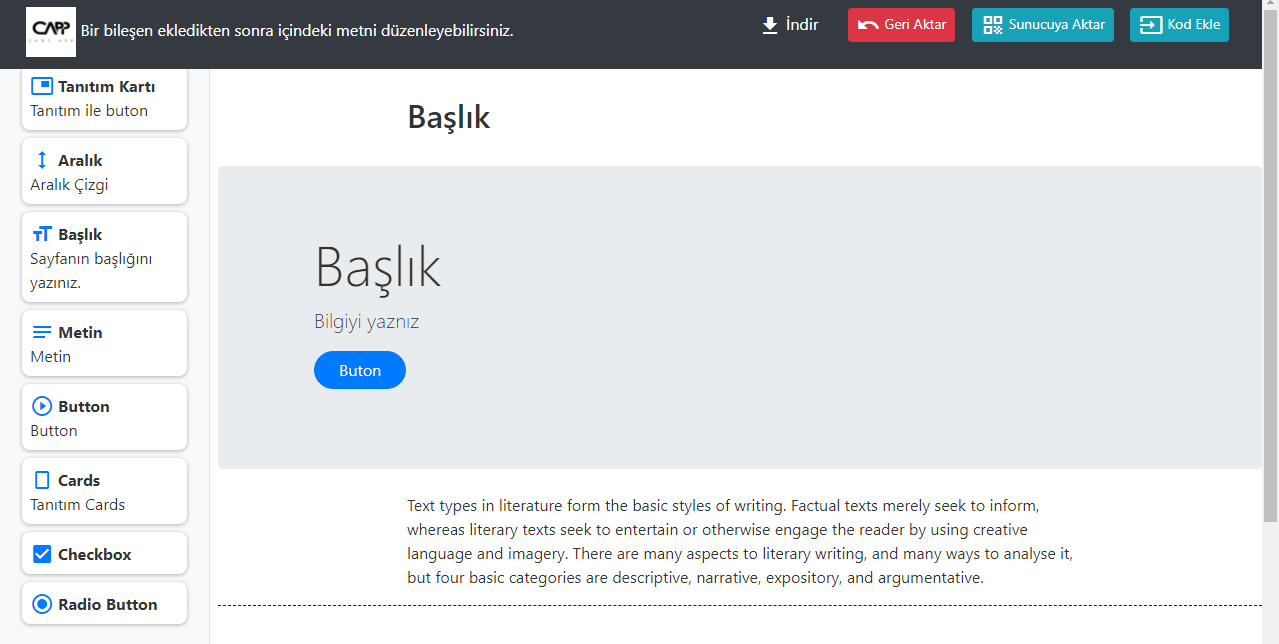 CAPP
CART APP
Bir bileşen ekledikten sonra içindeki metni düzenleyebilirsiniz.
İndir
Geri Aktar
Sunucuya Aktar
Kod Ekle
Tanıtım Kartı
Tanıtım ile buton
Aralık
Aralık Çizgi
Başlık
Sayfanın başlığını
yazınız.
Metin
Metin
Button
Button
Cards
Tanıtım Cards
Checkbox
Radio Button
Başlık
Başlık
Bilgiyi yaznız
Buton
Text types in literature form the basic styles of writing. Factual texts merely seek to inform,
whereas literary texts seek to entertain or otherwise engage the reader by using creative
language and imagery. There are many aspects to literary writing, and many ways to analyse it,
but four basic categories are descriptive, narrative, expository, and argumentative.